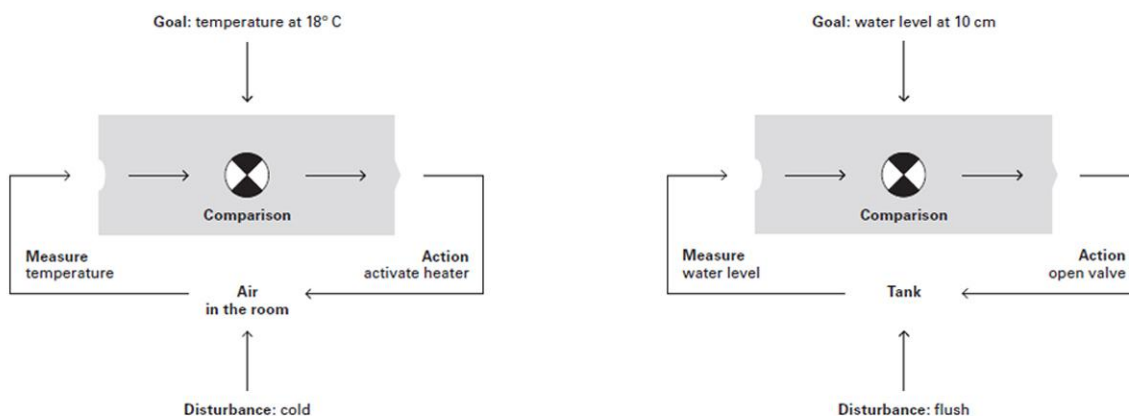 Goal: temperature at 18° C
Comparison
Measure
temperature
Action
activate heater
Air
in the room
Disturbance: cold
Goal: water level at 10 cm
Comparison
Measure
water level
Action
open valve
Tank
Disturbance: flush